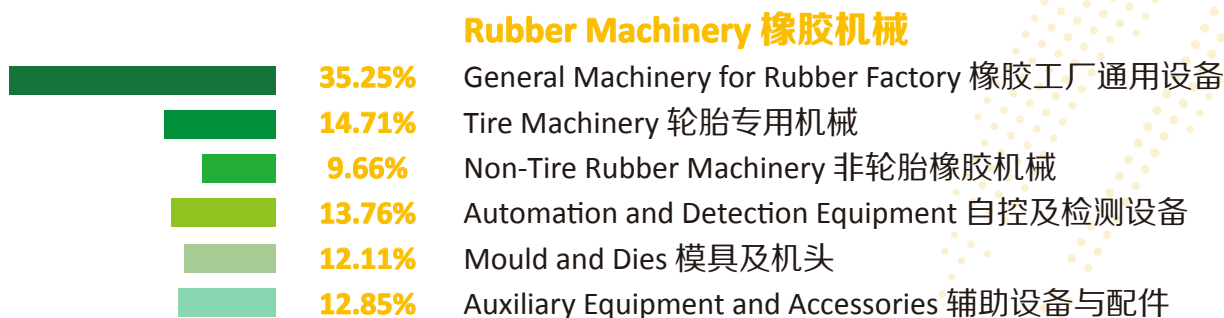 Rubber Machinery 橡胶机械
35.25% General Machinery for Rubber Factory 橡胶工厂通用设备
14.71% Tire Machinery 轮胎专用机械
9.66% Non-Tire Rubber Machinery 非轮胎橡胶机械
13.76% Automation and Detection Equipment 自控及检测设备
12.11% Mould and Dies 模具及机头
12.85% Auxiliary Equipment and Accessories 辅助设备与配件